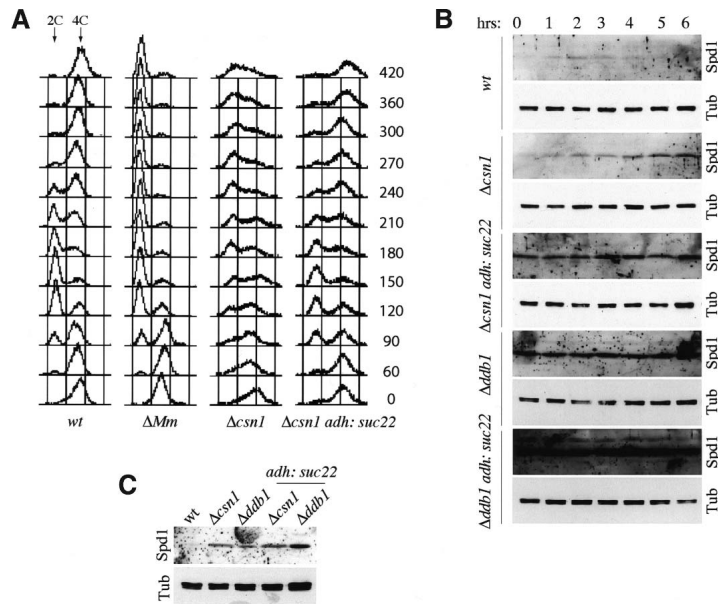 A
2C 4C
420
360
300
270
240
210
180
150
120
90
60
0
wt ΔMm Δcsn1 Δcsn1 adh: suc22
B
hrs: 0 1 2 3 4 5 6
wt
Spd1
Tub
Δcsn1
Spd1
Tub
Δcsn1 adh: suc22
Spd1
Tub
Δddb1
Spd1
Tub
Δddb1 adh: suc22
Spd1
Tub
C
adh: suc22
wt Δcsn1 Δddb1 Δcsn1 Δddb1
Spd1
Tub